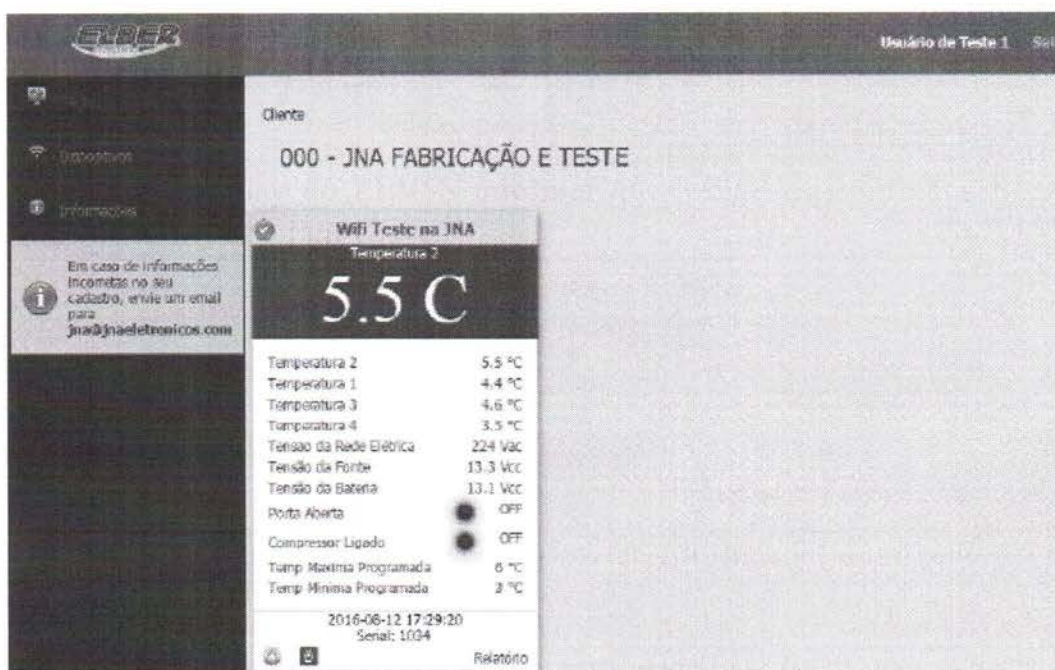 ELBER
Usuário de Teste 1
Dispositivos
Informações
Em caso de informações
incorretas no seu
cadastro, envie um email
para
jna@jnaeletronicos.com
Cliente
000 - JNA FABRICAÇÃO E TESTE
Wifi Teste na JNA
Temperatura 2
5.5 C
Temperatura 2 5.5 °C
Temperatura 1 4.4 °C
Temperatura 3 4.6 °C
Temperatura 4 3.5 °C
Tensão da Rede Elétrica 224 Vac
Tensão da Fonte 13.3 Vcc
Tensão da Bateria 13.1 Vcc
Porta Aberta OFF
Compressor Ligado OFF
Temp Maxima Programada 6 °C
Temp Minima Programada 3 °C
2016-08-12 17:29:20
Serial: 1034
Relatório